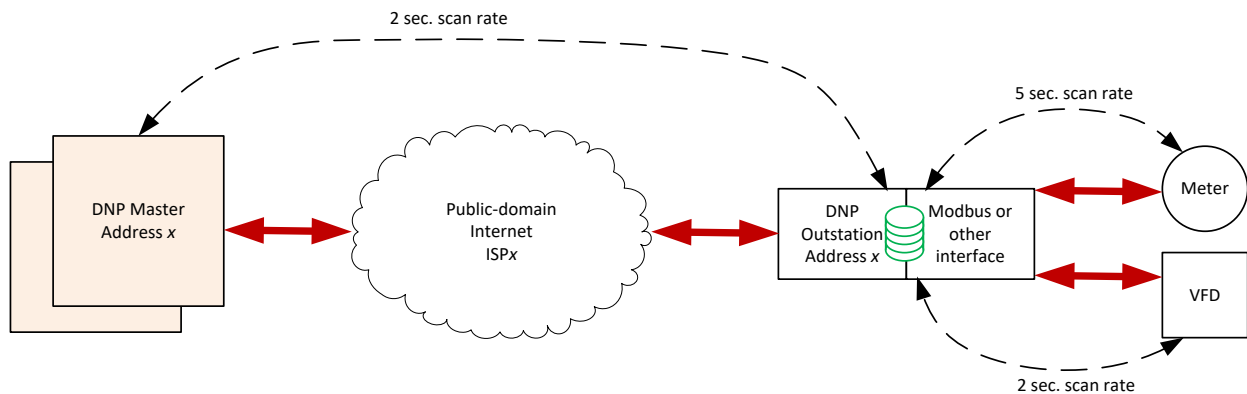 2 sec. scan rate
5 sec. scan rate
DNP Master
Address x
Public-domain
Internet
ISPx
DNP
Outstation
Address x
Modbus or
other
interface
Meter
VFD
2 sec. scan rate